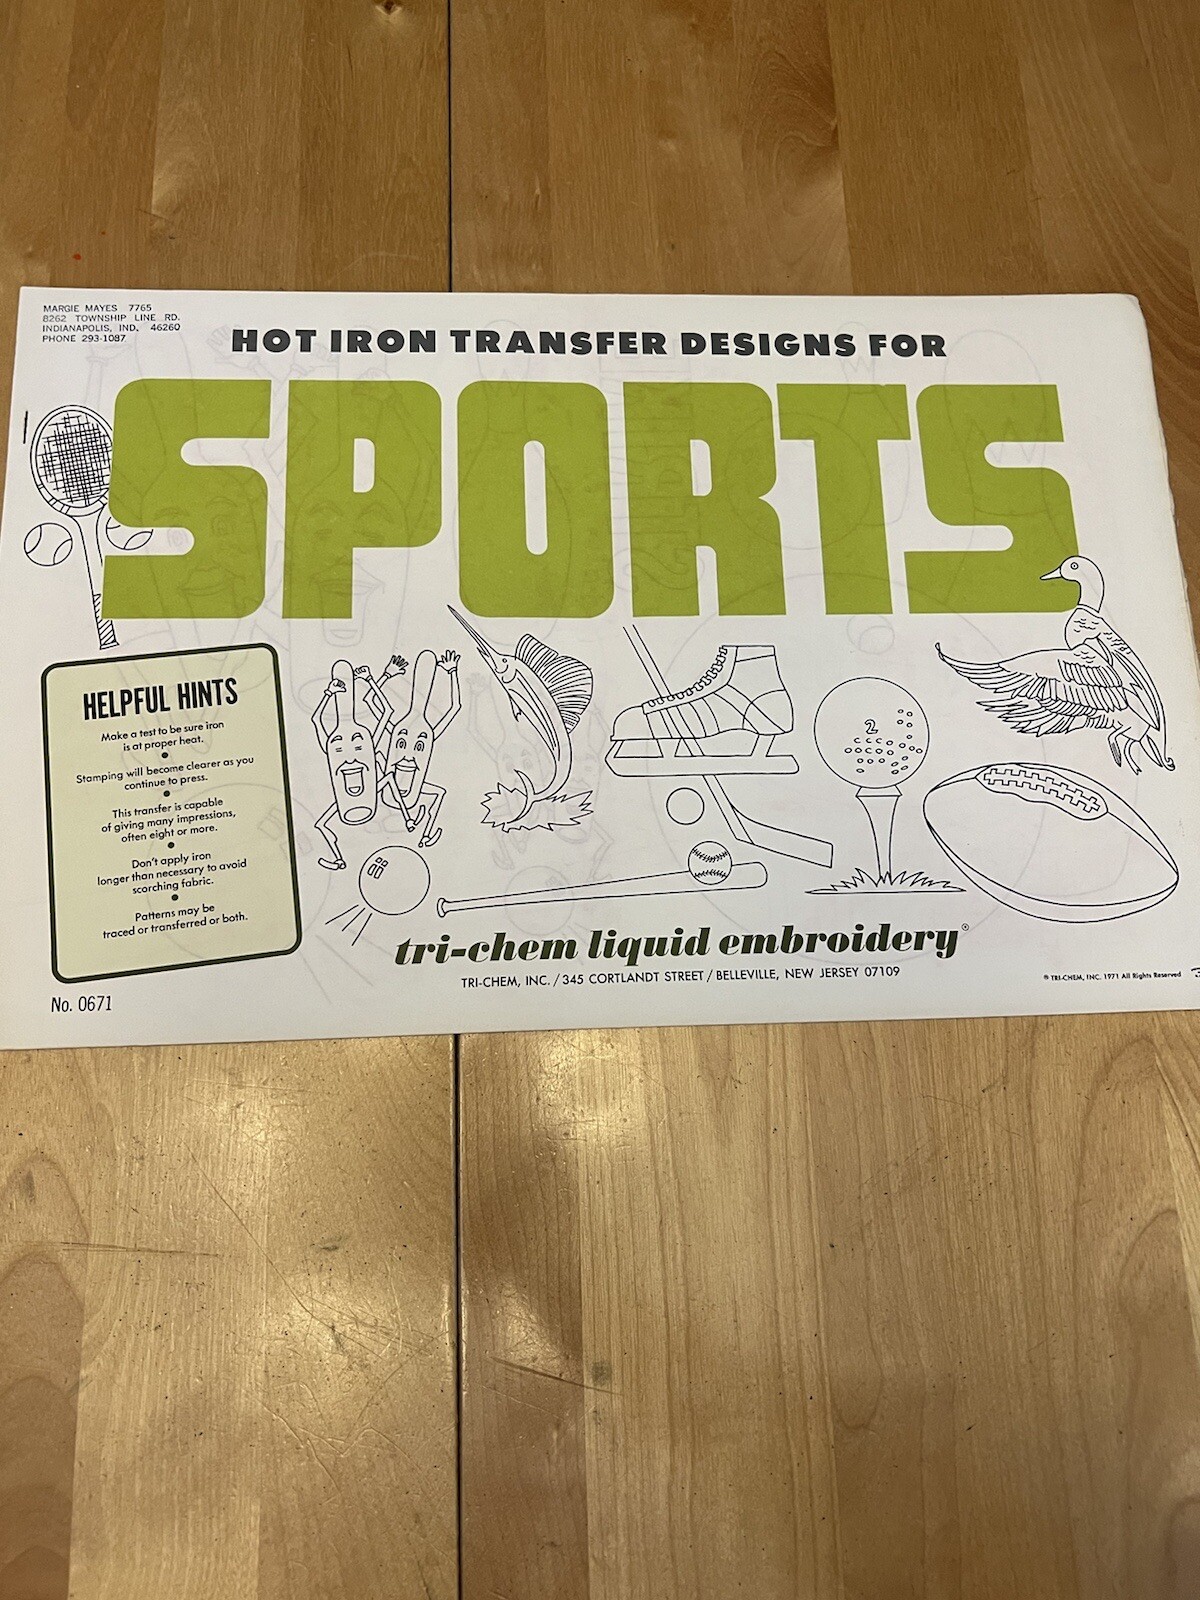 MARGIE MAYES 7765
8262 TOWNSHIP LINE RD.
INDIANAPOLIS, IND. 46260
PHONE 293-1087
HOT IRON TRANSFER DESIGNS FOR
SPORTS
HELPFUL HINTS
Make a test to be sure iron
is at proper heat.
•
Stamping will become clearer as you
continue to press.
•
This transfer is capable
of giving many impressions,
often eight or more.
•
Don't apply iron
longer than necessary to avoid
scorching fabric.
•
Patterns may be
traced or transferred or both.
2
tri-chem liquid embroidery®
TRI-CHEM, INC. / 345 CORTLANDT STREET / BELLEVILLE, NEW JERSEY 07109
© TRI-CHEM, INC. 1971 All Rights Reserved
No. 0671